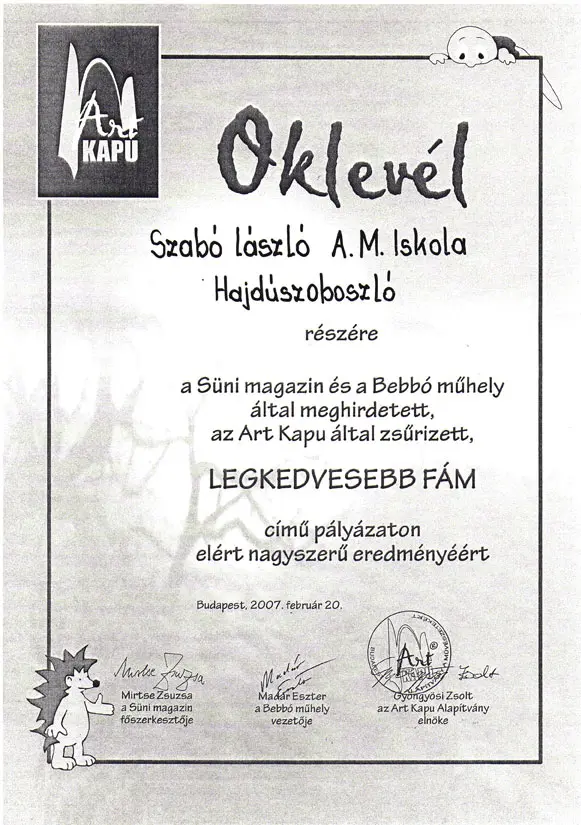 Art
KAPU
Oklevél
Szabó lászló A.M. Iskola
Hajdúszoboszló
részére
a Süni magazin és a Bebbó műhely
által meghirdetett,
az Art Kapu által zsűrizett,
LEGKEDVESEBB FÁM
című pályázaton
elért nagyszerű eredményéért
Budapest, 2007. február 20.
Mirtse Zsuzsa
Madár Eszter
Zsolt
Mirtse Zsuzsa
a Süni magazin
főszerkesztője
Madár Eszter
a Bebbó műhely
vezetője
Gyöngyösi Zsolt
az Art Kapu Alapítvány
elnöke
Art